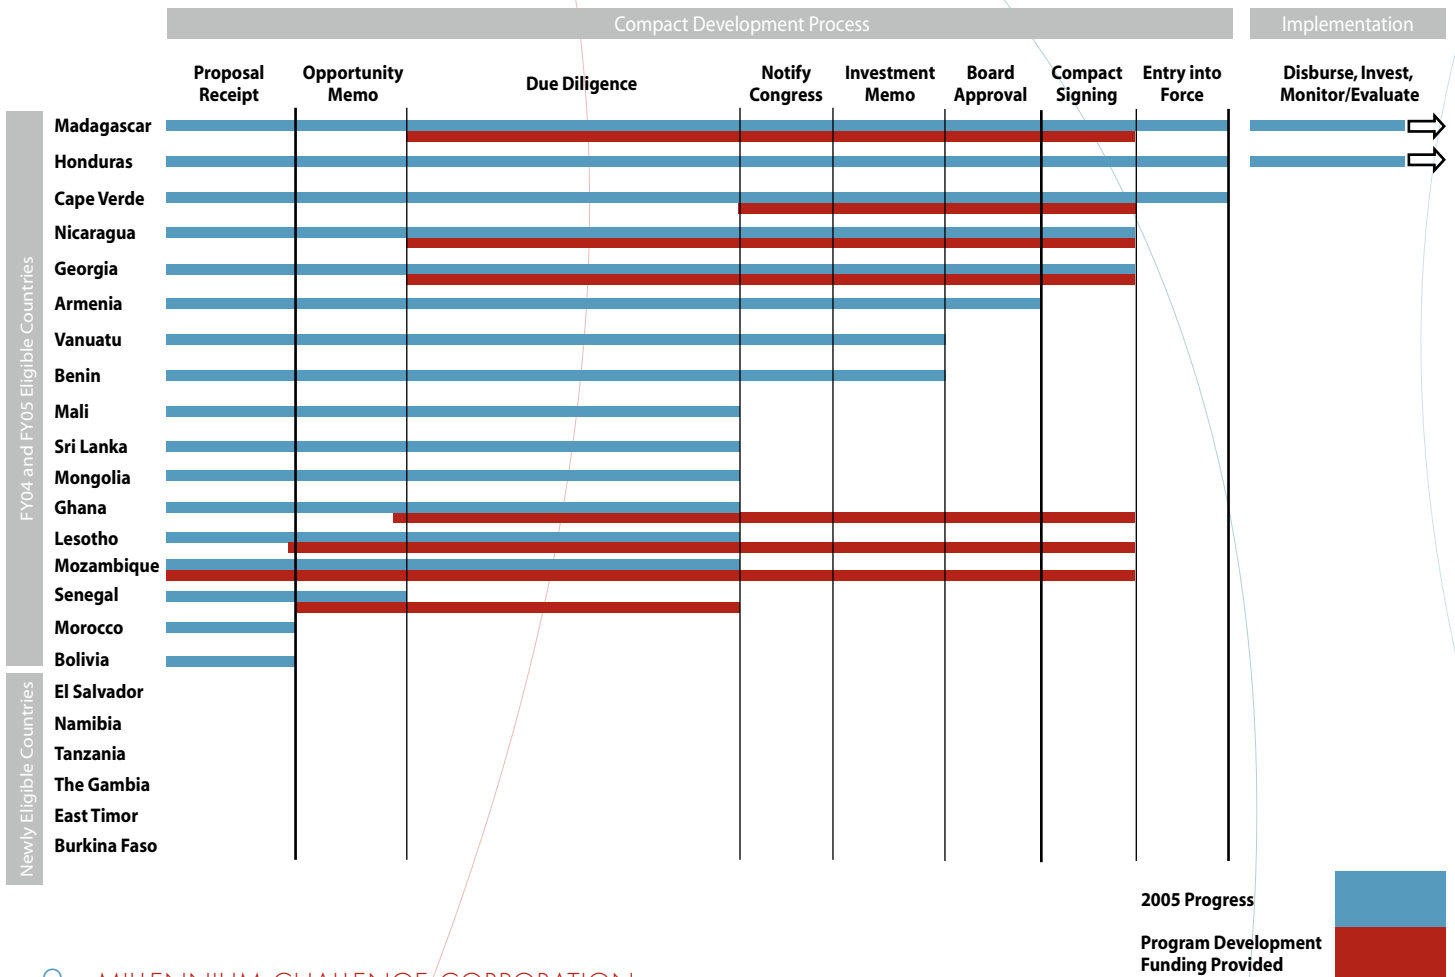 Compact Development Process
Implementation
Proposal Receipt
Opportunity Memo
Due Diligence
Notify Congress
Investment Memo
Board Approval
Compact Signing
Entry into Force
Disburse, Invest, Monitor/Evaluate
FY04 and FY05 Eligible Countries
Madagascar
Honduras
Cape Verde
Nicaragua
Georgia
Armenia
Vanuatu
Benin
Mali
Sri Lanka
Mongolia
Ghana
Lesotho
Mozambique
Senegal
Morocco
Bolivia
Newly Eligible Countries
El Salvador
Namibia
Tanzania
The Gambia
East Timor
Burkina Faso
2005 Progress
Program Development
Funding Provided
MILLENNIUM CHALLENGE CORPORATION